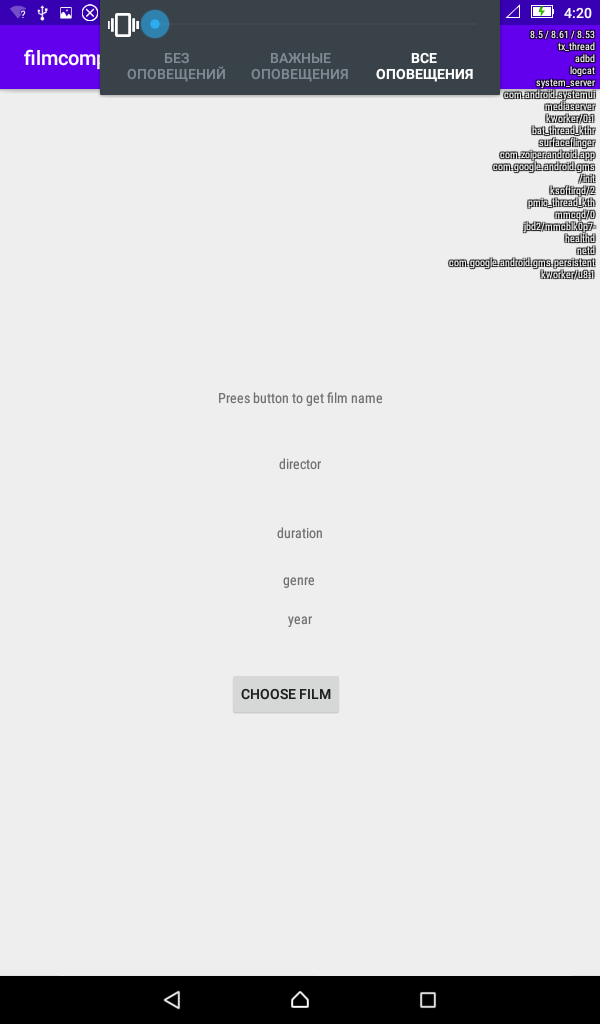 4:20
filmcomp
БЕЗ ОПОВЕЩЕНИЙ
ВАЖНЫЕ ОПОВЕЩЕНИЯ
ВСЕ ОПОВЕЩЕНИЯ
8.5 / 8.61 / 8.53
tx_thread
adbd
logcat
system_server
com.android.systemui
mediaserver
kworker/0:1
bat_thread_kthr
surfaceflinger
com.zoiper.android.app
com.google.android.gms
/init
ksoftirqd/2
pmic_thread_kth
mmcqd/0
jbd2/mmcblk0p7-
healthd
netd
com.google.android.gms.persistent
kworker/u8:1
Prees button to get film name
director
duration
genre
year
CHOOSE FILM